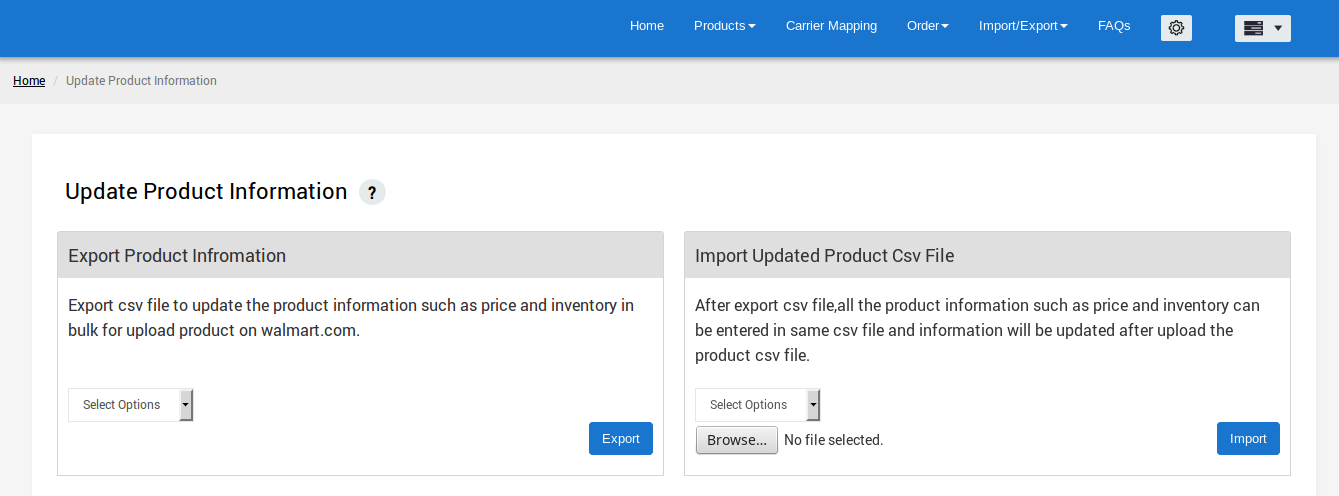 Home Products Carrier Mapping Order Import/Export FAQs
Home / Update Product Information
Update Product Information ?
Export Product Infromation
Export csv file to update the product information such as price and inventory in
bulk for upload product on walmart.com.
Select Options
Export
Import Updated Product Csv File
After export csv file,all the product information such as price and inventory can
be entered in same csv file and information will be updated after upload the
product csv file.
Select Options
Browse... No file selected.
Import